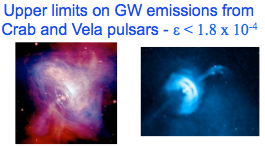 Upper limits on GW emissions from
Crab and Vela pulsars - ε < 1.8 x 10⁻⁴